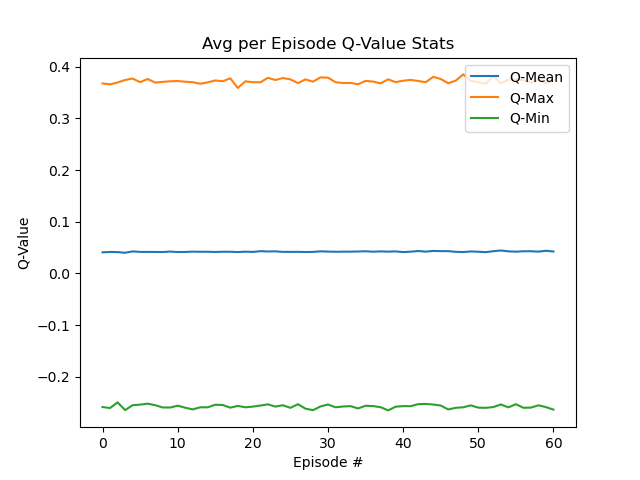 Avg per Episode Q-Value Stats
Q-Mean
Q-Max
Q-Min
Q-Value
0.4
0.3
0.2
0.1
0.0
−0.1
−0.2
0 10 20 30 40 50 60
Episode #